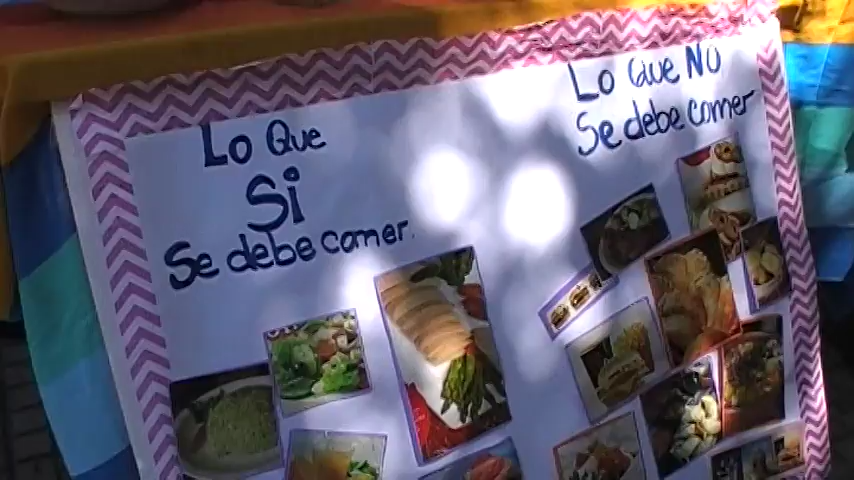 Lo Que
Si
Se debe comer.
Lo Que NO
Se debe comer